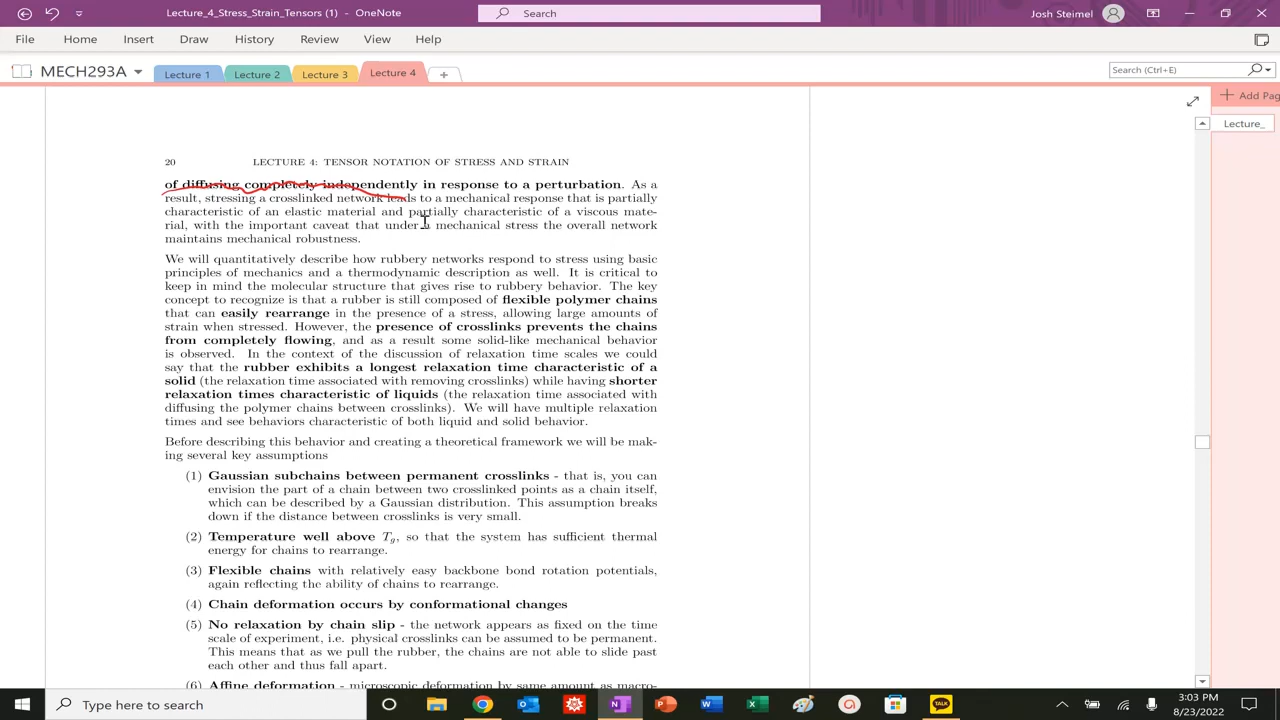 Lecture_4_Stress_Strain_Tensors (1) - OneNote
Search
Josh Steimel
File Home Insert Draw History Review View Help
MECH293A
Lecture 1 Lecture 2 Lecture 3 Lecture 4
Search (Ctrl+E)
Add Pag
Lecture_
20 LECTURE 4: TENSOR NOTATION OF STRESS AND STRAIN
of diffusing completely independently in response to a perturbation. As a
result, stressing a crosslinked network leads to a mechanical response that is partially
characteristic of an elastic material and partially characteristic of a viscous mate-
rial, with the important caveat that under a mechanical stress the overall network
maintains mechanical robustness.
We will quantitatively describe how rubbery networks respond to stress using basic
principles of mechanics and a thermodynamic description as well. It is critical to
keep in mind the molecular structure that gives rise to rubbery behavior. The key
concept to recognize is that a rubber is still composed of flexible polymer chains
that can easily rearrange in the presence of a stress, allowing large amounts of
strain when stressed. However, the presence of crosslinks prevents the chains
from completely flowing, and as a result some solid-like mechanical behavior
is observed. In the context of the discussion of relaxation time scales we could
say that the rubber exhibits a longest relaxation time characteristic of a
solid (the relaxation time associated with removing crosslinks) while having shorter
relaxation times characteristic of liquids (the relaxation time associated with
diffusing the polymer chains between crosslinks). We will have multiple relaxation
times and see behaviors characteristic of both liquid and solid behavior.
Before describing this behavior and creating a theoretical framework we will be mak-
ing several key assumptions
(1) Gaussian subchains between permanent crosslinks - that is, you can
envision the part of a chain between two crosslinked points as a chain itself,
which can be described by a Gaussian distribution. This assumption breaks
down if the distance between crosslinks is very small.
(2) Temperature well above Tg, so that the system has sufficient thermal
energy for chains to rearrange.
(3) Flexible chains with relatively easy backbone bond rotation potentials,
again reflecting the ability of chains to rearrange.
(4) Chain deformation occurs by conformational changes
(5) No relaxation by chain slip - the network appears as fixed on the time
scale of experiment, i.e. physical crosslinks can be assumed to be permanent.
This means that as we pull the rubber, the chains are not able to slide past
each other and thus fall apart.
(6) Affine deformation - microscopic deformation by same amount as macro-
Type here to search
TALK
3:03 PM
8/23/2022